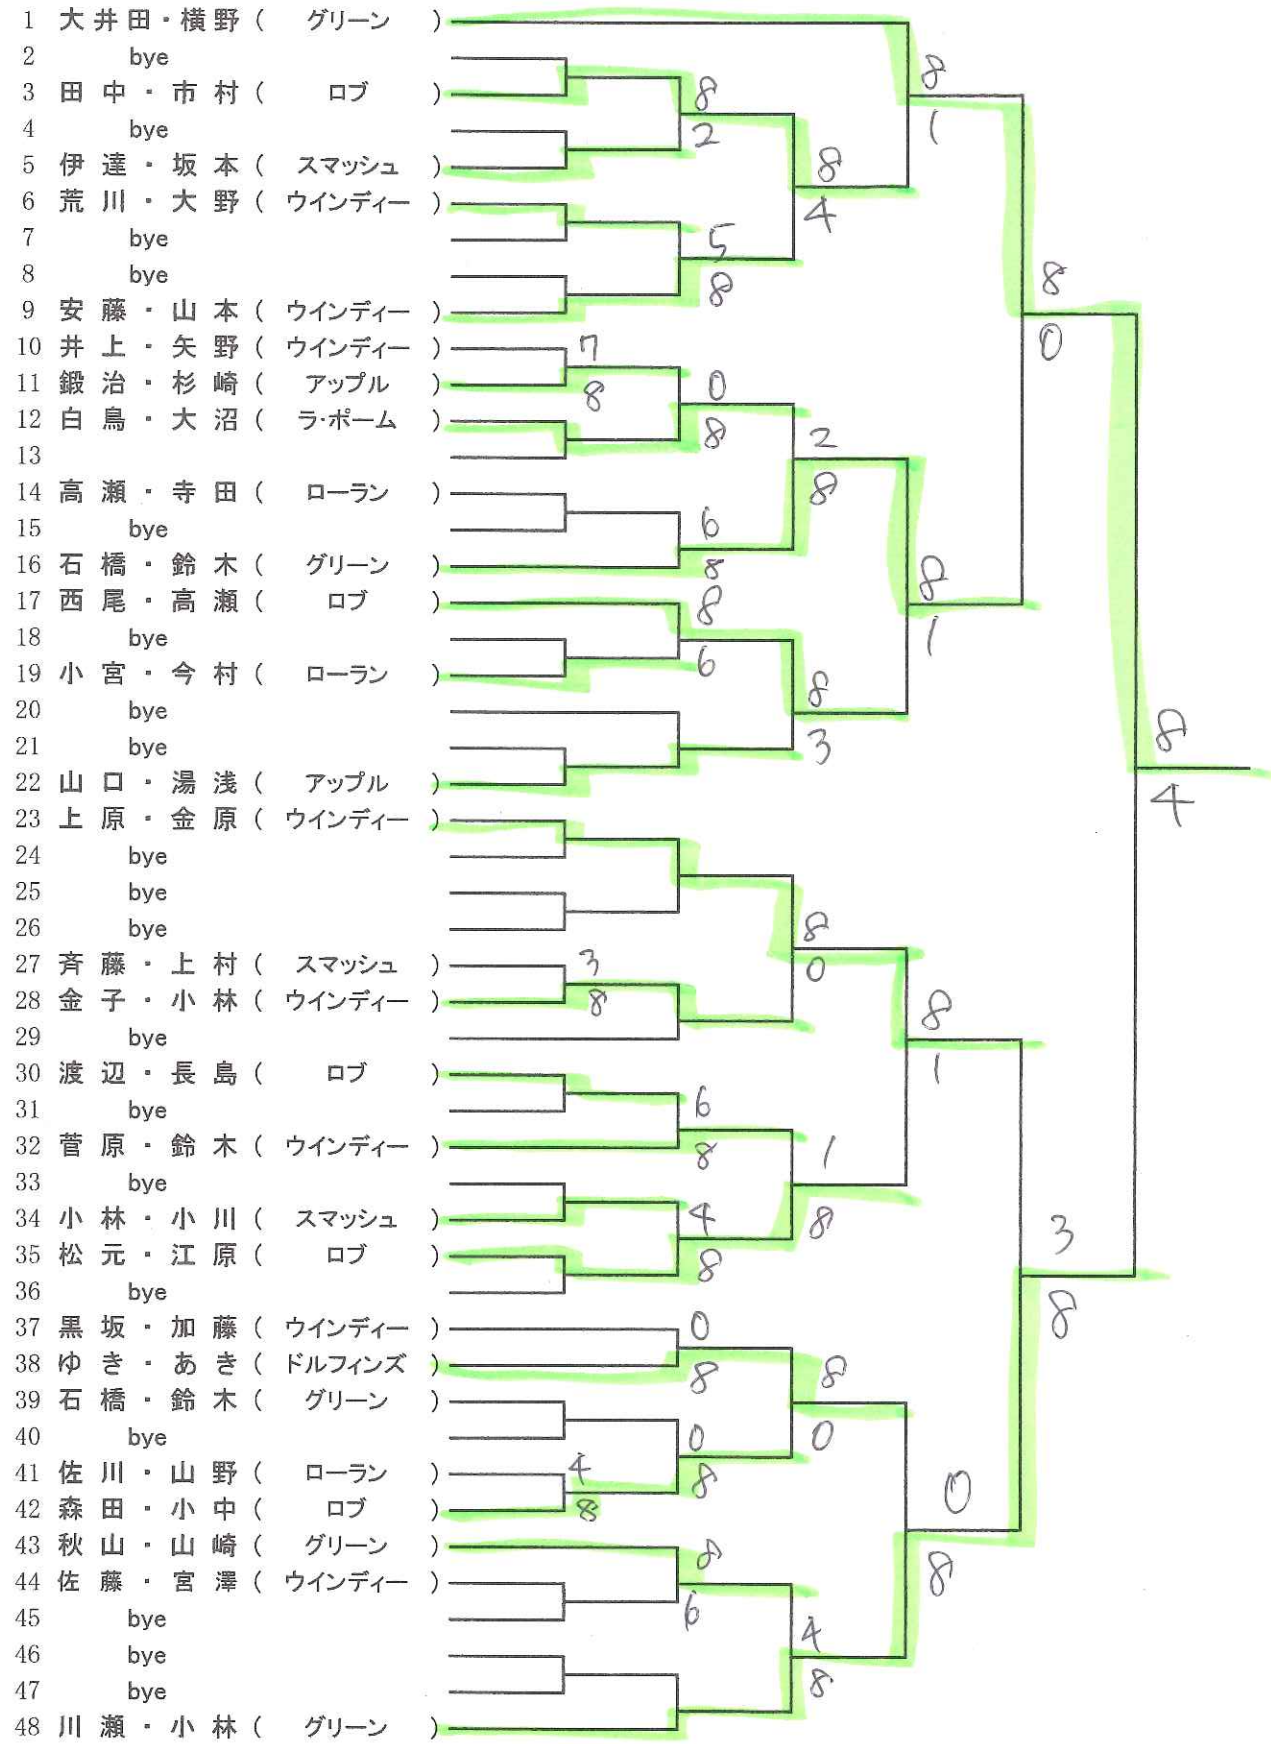 1 大井田・横野 ( グリーン )
2 bye
3 田中・市村 ( ロブ )
8
4 bye
2
5 伊達・坂本 ( スマッシュ )
6 荒川・大野 ( ウインディー )
7 bye
8 bye
9 安藤・山本 ( ウインディー )
10 井上・矢野 ( ウインディー ) 7
11 鍛治・杉崎 ( アップル ) 8 0
12 白鳥・大沼 ( ラ・ポーム ) 8
13
14 高瀬・寺田 ( ローラン )
15 bye 6
16 石橋・鈴木 ( グリーン ) 8
17 西尾・高瀬 ( ロブ ) 8
18 bye
19 小宮・今村 ( ローラン ) 6
20 bye
21 bye
22 山口・湯浅 ( アップル )
23 上原・金原 ( ウインディー )
24 bye
25 bye
26 bye
27 斉藤・上村 ( スマッシュ ) 3
28 金子・小林 ( ウインディー ) 8
29 bye
30 渡辺・長島 ( ロブ )
31 bye 6
32 菅原・鈴木 ( ウインディー ) 8
33 bye
34 小林・小川 ( スマッシュ ) 4
35 松元・江原 ( ロブ ) 8
36 bye
37 黒坂・加藤 ( ウインディー ) 0
38 ゆき・あき ( ドルフィンズ ) 8
39 石橋・鈴木 ( グリーン )
40 bye 0
41 佐川・山野 ( ローラン ) 4 8
42 森田・小中 ( ロブ ) 8
43 秋山・山崎 ( グリーン ) 8
44 佐藤・宮澤 ( ウインディー ) 6
45 bye
46 bye
47 bye
48 川瀬・小林 ( グリーン )
5
8
8
4
2
8
8
3
8
0
1
8
8
0
4
8
8
1
8
1
8
1
0
8
8
0
3
8
8
4